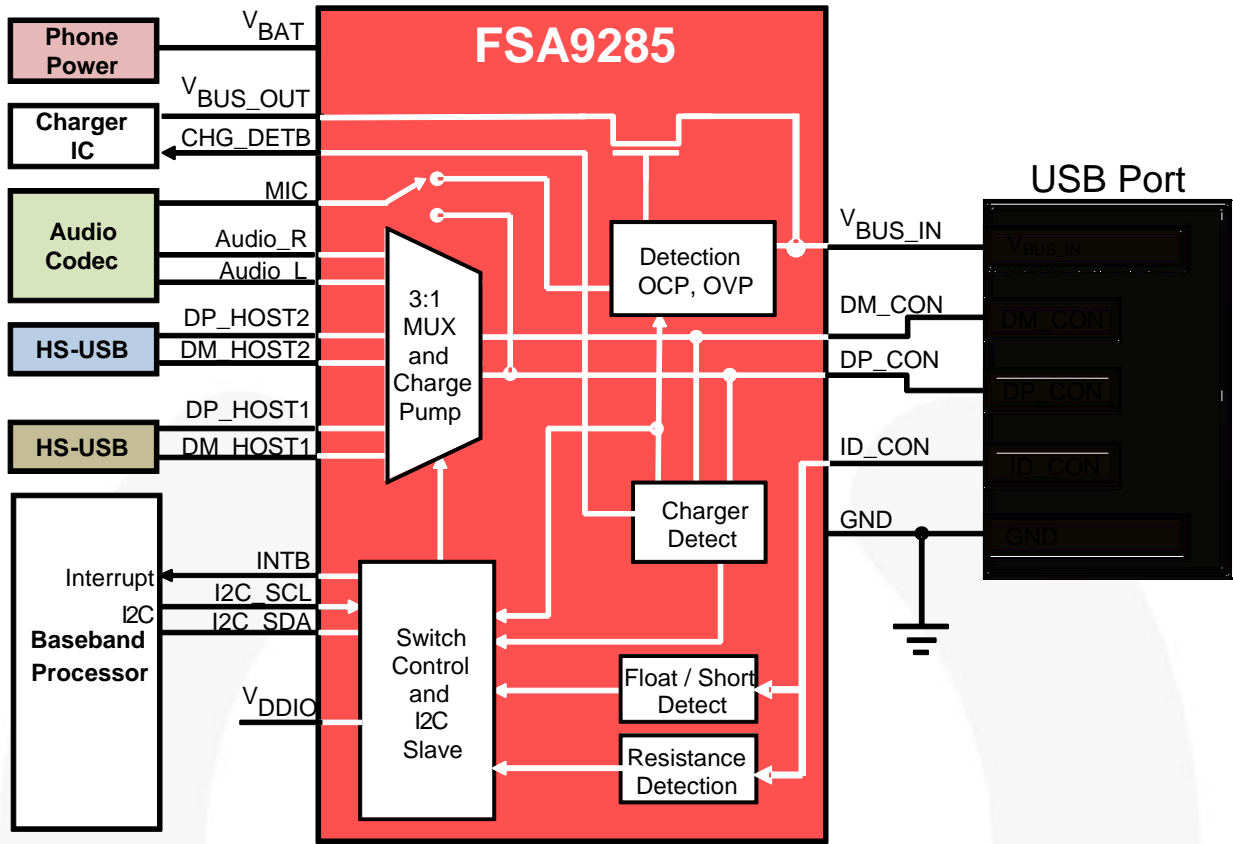 FSA9285
Phone
Power
VBAT
Charger
IC
VBUS_OUT
CHG_DETB
Audio
Codec
MIC
Audio_R
Audio_L
HS-USB
DP_HOST2
DM_HOST2
HS-USB
DP_HOST1
DM_HOST1
Interrupt
I2C
Baseband
Processor
INTB
I2C_SCL
I2C_SDA
VDDIO
3:1
MUX
and
Charge
Pump
Switch
Control
and
I2C
Slave
Detection
OCP, OVP
Charger
Detect
Float / Short
Detect
Resistance
Detection
VBUS_IN
DM_CON
DP_CON
ID_CON
GND
USB Port
VBUS_IN
DM_CON
DP_CON
ID_CON
GND